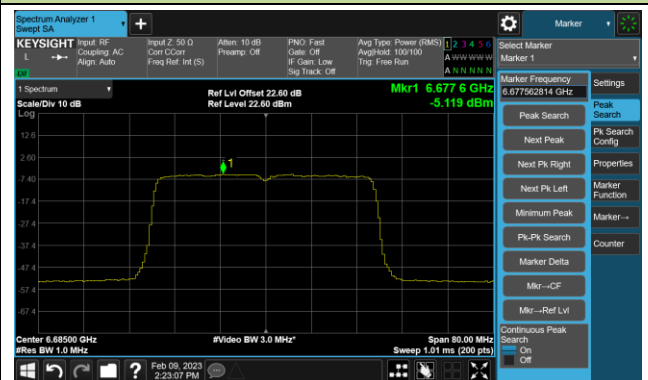 Spectrum Analyzer 1
Swept SA
Marker
KEYSIGHT
L
Input: RF
Coupling: AC
Align: Auto
Input Z: 50 Ω
Corr CCorr
Freq Ref: Int (S)
Atten: 10 dB
Preamp: Off
PNO: Fast
Gate: Off
IF Gain: Low
Sig Track: Off
Avg Type: Power (RMS)
Avg|Hold: 100/100
Trig: Free Run
1 2 3 4 5 6
A W W W W W
A N N N N N
Select Marker
Marker 1
1 Spectrum
Scale/Div 10 dB
Log
Ref Lvl Offset 22.60 dB
Ref Level 22.60 dBm
Mkr1 6.677 6 GHz
-5.119 dBm
12.6
2.60
-7.40
-17.4
-27.4
-37.4
-47.4
-57.4
-67.4
1
Center 6.68500 GHz
#Res BW 1.0 MHz
#Video BW 3.0 MHz*
Span 80.00 MHz
Sweep 1.01 ms (200 pts)
Marker Frequency
6.677562814 GHz
Peak Search
Next Peak
Next Pk Right
Next Pk Left
Minimum Peak
Pk-Pk Search
Marker Delta
Mkr→CF
Mkr→Ref Lvl
Continuous Peak
Search
On
Off
Settings
Peak
Search
Pk Search
Config
Properties
Marker
Function
Marker→
Counter
?
Feb 09, 2023
2:23:07 PM